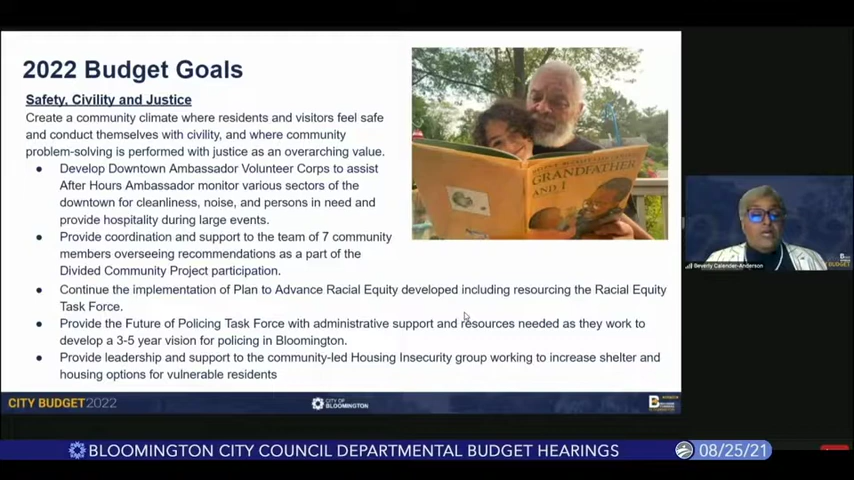 2022 Budget Goals
Safety, Civility and Justice
Create a community climate where residents and visitors feel safe
and conduct themselves with civility, and where community
problem-solving is performed with justice as an overarching value.
Develop Downtown Ambassador Volunteer Corps to assist
After Hours Ambassador monitor various sectors of the
downtown for cleanliness, noise, and persons in need and
provide hospitality during large events.
Provide coordination and support to the team of 7 community
members overseeing recommendations as a part of the
Divided Community Project participation.
Continue the implementation of Plan to Advance Racial Equity developed including resourcing the Racial Equity
Task Force.
Provide the Future of Policing Task Force with administrative support and resources needed as they work to
develop a 3-5 year vision for policing in Bloomington.
Provide leadership and support to the community-led Housing Insecurity group working to increase shelter and
housing options for vulnerable residents
GRANDFATHER
AND I
Beverly Calender-Anderson
BUDGET
CITY BUDGET2022
CITY OF
BLOOMINGTON
B
BLOOMINGTON CITY COUNCIL DEPARTMENTAL BUDGET HEARINGS
08/25/21